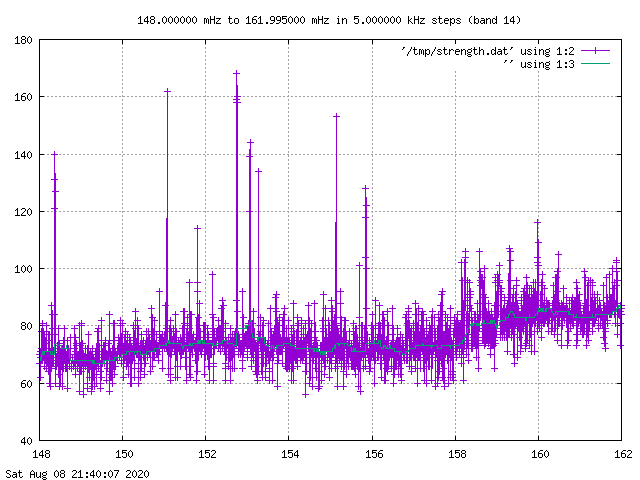 148.000000 mHz to 161.995000 mHz in 5.000000 kHz steps (band 14)
'/tmp/strength.dat' using 1:2
'' using 1:3
180
160
140
120
100
80
60
40
148 150 152 154 156 158 160 162
Sat Aug 08 21:40:07 2020